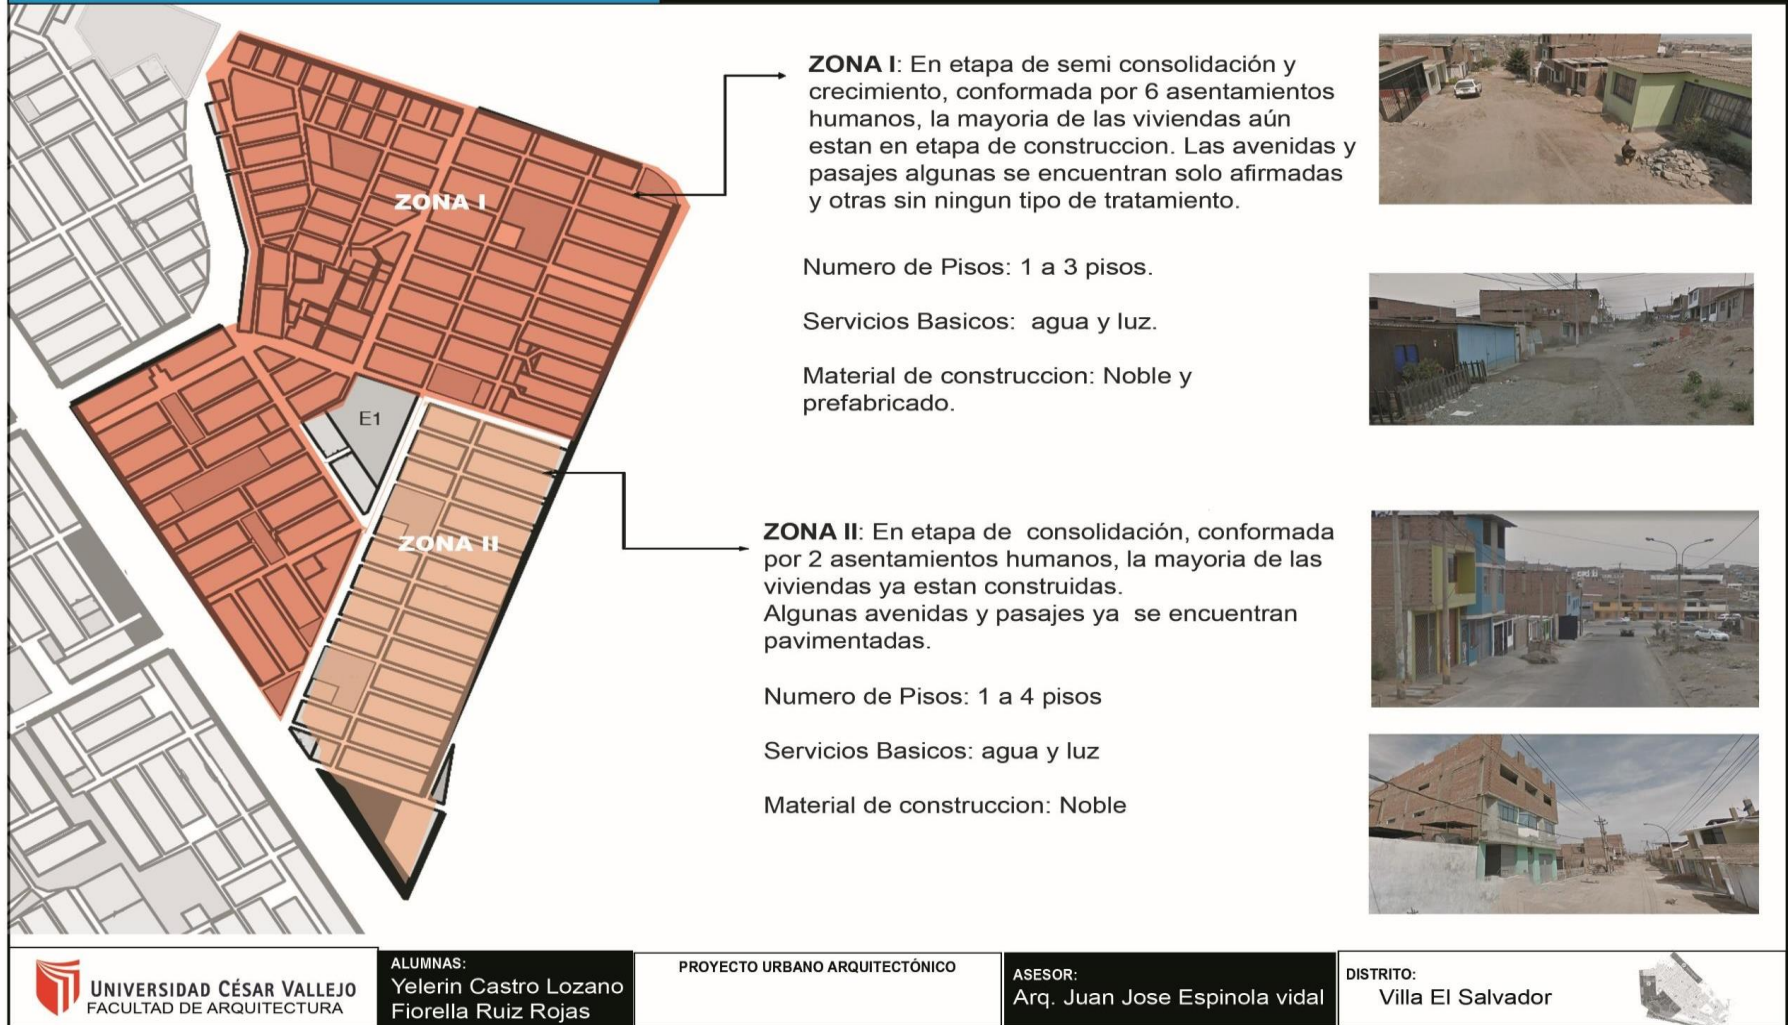 ZONA I
E1
ZONA II
ZONA I: En etapa de semi consolidación y
crecimiento, conformada por 6 asentamientos
humanos, la mayoria de las viviendas aún
estan en etapa de construccion. Las avenidas y
pasajes algunas se encuentran solo afirmadas
y otras sin ningun tipo de tratamiento.
Numero de Pisos: 1 a 3 pisos.
Servicios Basicos: agua y luz.
Material de construccion: Noble y
prefabricado.
ZONA II: En etapa de consolidación, conformada
por 2 asentamientos humanos, la mayoria de las
viviendas ya estan construidas.
Algunas avenidas y pasajes ya se encuentran
pavimentadas.
Numero de Pisos: 1 a 4 pisos
Servicios Basicos: agua y luz
Material de construccion: Noble
UNIVERSIDAD CÉSAR VALLEJO
FACULTAD DE ARQUITECTURA
ALUMNAS:
Yelerin Castro Lozano
Fiorella Ruiz Rojas
PROYECTO URBANO ARQUITECTÓNICO
ASESOR:
Arq. Juan Jose Espinola vidal
DISTRITO:
Villa El Salvador